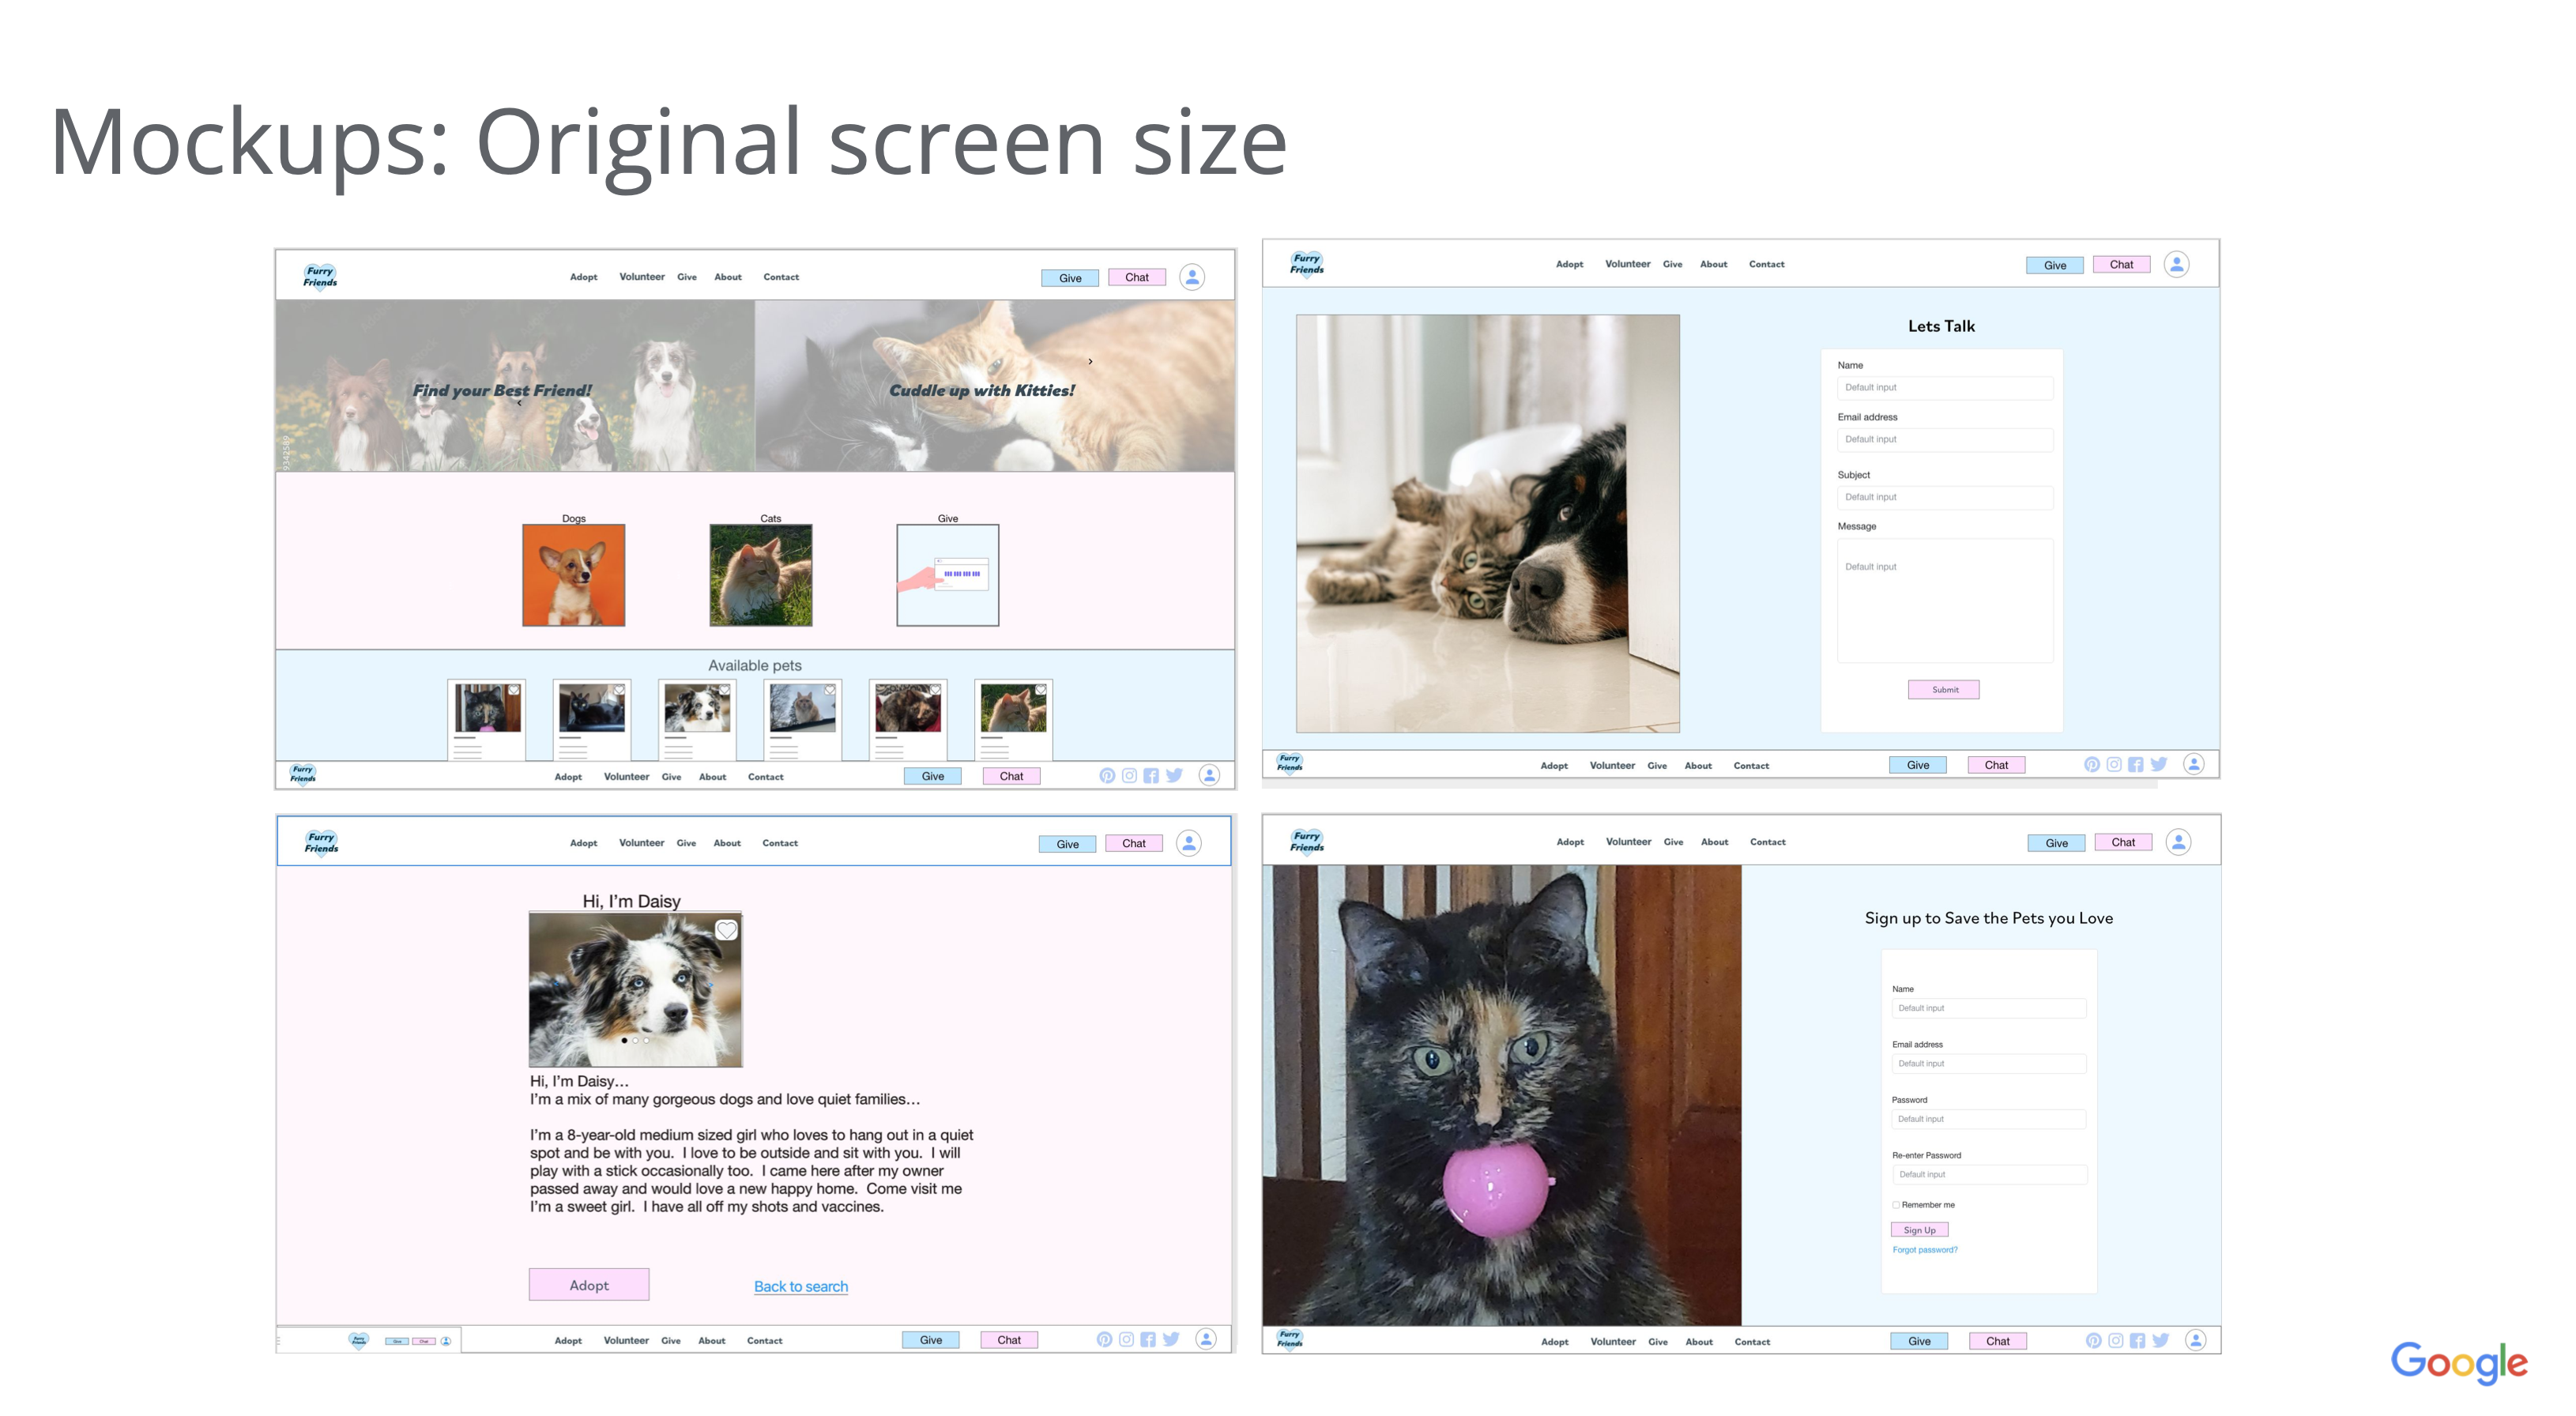 Mockups: Original screen size
Furry
Friends
Adopt Volunteer Give About Contact
Give Chat
Find your Best Friend!
Cuddle up with Kitties!
Dogs
Cats
Give
Available pets
Furry
Friends
Adopt Volunteer Give About Contact
Give Chat
Furry
Friends
Adopt Volunteer Give About Contact
Give Chat
Lets Talk
Name
Default input
Email address
Default input
Subject
Default input
Message
Default input
Submit
Furry
Friends
Adopt Volunteer Give About Contact
Give Chat
Furry
Friends
Adopt Volunteer Give About Contact
Give Chat
Hi, I'm Daisy
Hi, I'm Daisy...
I'm a mix of many gorgeous dogs and love quiet families...
I'm a 8-year-old medium sized girl who loves to hang out in a quiet
spot and be with you. I love to be outside and sit with you. I will
play with a stick occasionally too. I came here after my owner
passed away and would love a new happy home. Come visit me
I'm a sweet girl. I have all off my shots and vaccines.
Adopt
Back to search
Adopt Volunteer Give About Contact
Give Chat
Furry
Friends
Adopt Volunteer Give About Contact
Give Chat
Sign up to Save the Pets you Love
Name
Default input
Email address
Default input
Password
Default input
Re-enter Password
Default input
Remember me
Sign Up
Forgot password?
Furry
Friends
Adopt Volunteer Give About Contact
Give Chat
Google